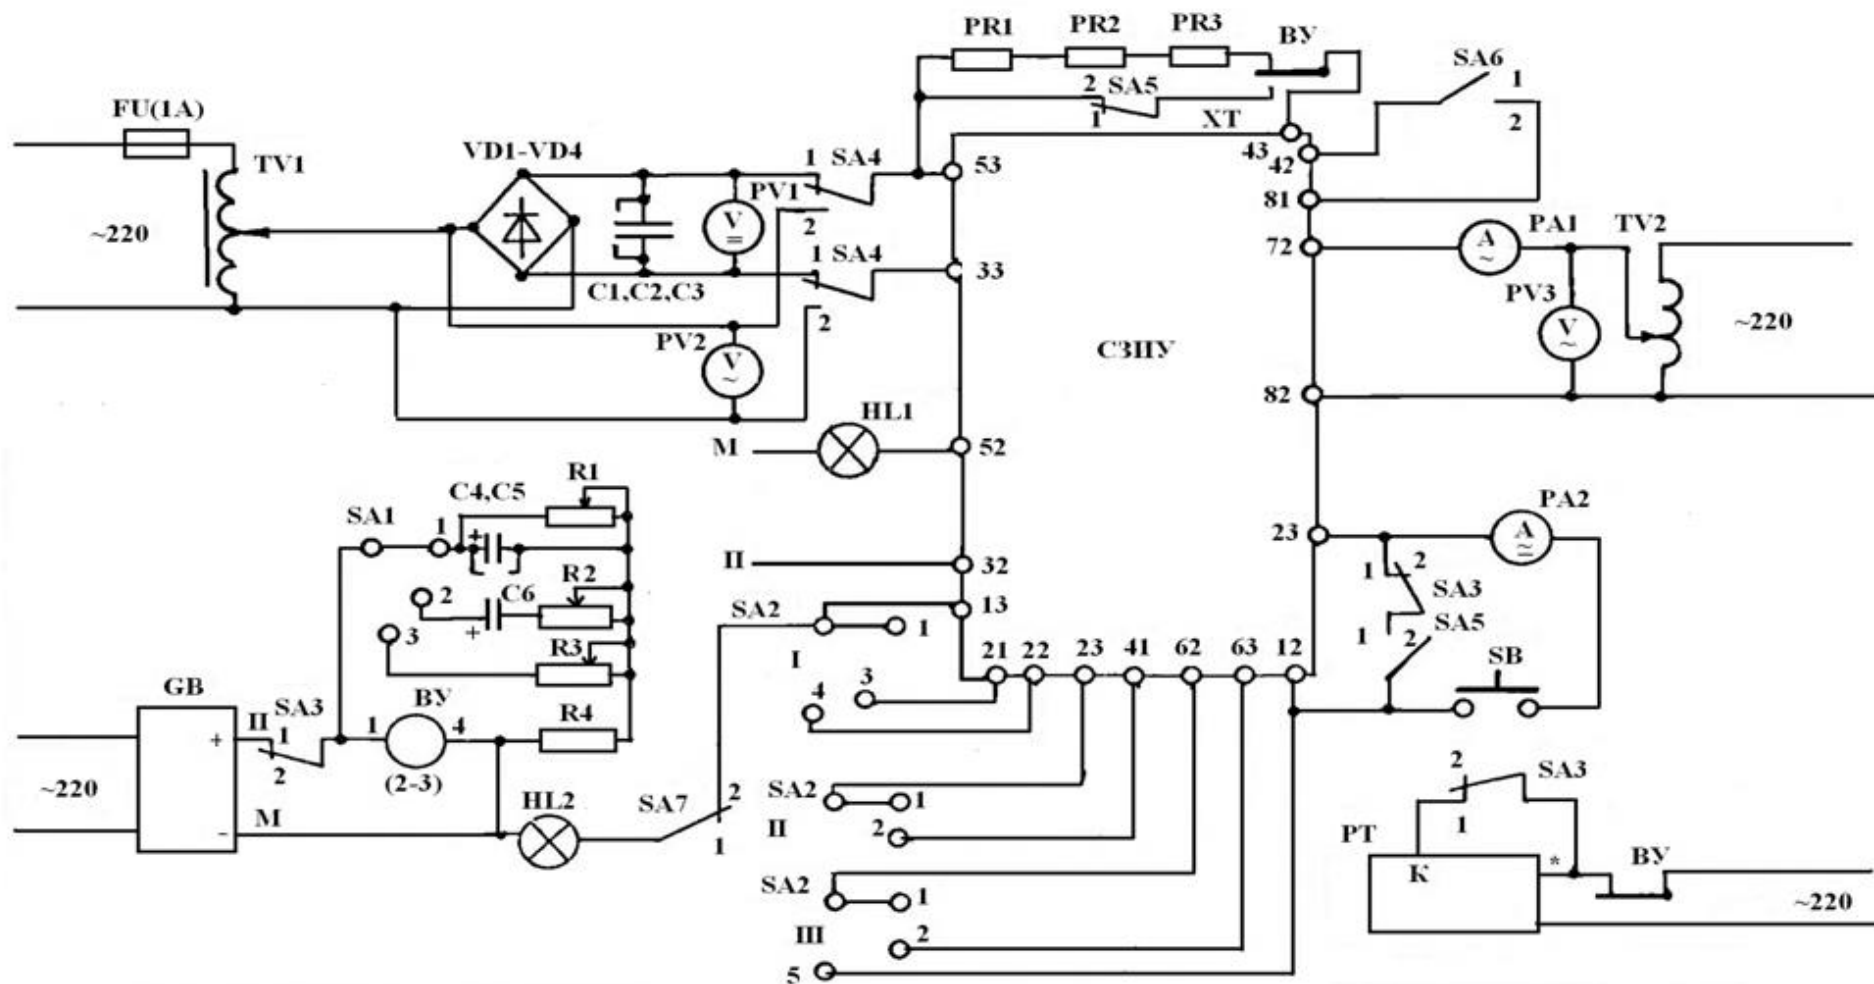 PR1 PR2 PR3 ВУ
SA6
1
2
2 SA5
1
ХТ
FU(1A)
TV1
VD1-VD4
1 SA4
PV1
53
43
42
81
~220
V
=
2
1 SA4
33
72
A
~
PA1 TV2
PV3
C1,C2,C3
2
PV2
V
~
СЗПУ
V
~
~220
82
HL1
М
52
R1
C4,C5
SA1 1
+
23
PA2
A
≃
П
32
R2
2 C6
+
3
R3
SA2
13
1
I
1 2
SA3
1 2 SA5
21 22 23 41 62 63 12
SB
3
4
GB
П
SA3
1
2
+
−
1 ВУ 4
(2-3)
R4
~220
М
HL2
SA7
2
1
SA2
1
II
2
2 SA3
1
РТ
К
*
ВУ
~220
SA2
1
III
2
5